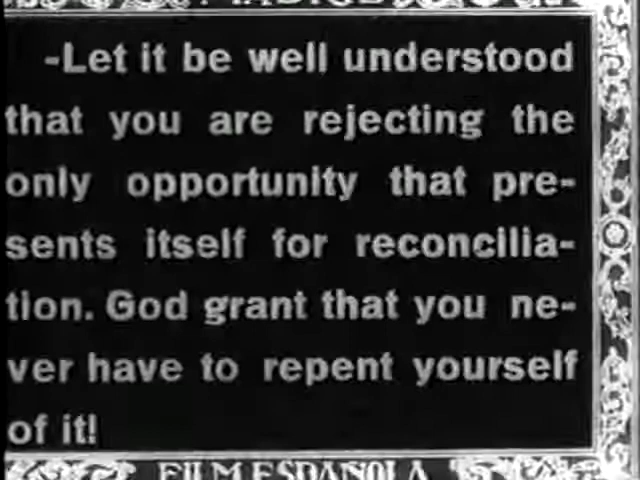 -Let it be well understood
that you are rejecting the
only opportunity that pre-
sents itself for reconcilia-
tion. God grant that you ne-
ver have to repent yourself
of it!
FILM ESPAÑOLA